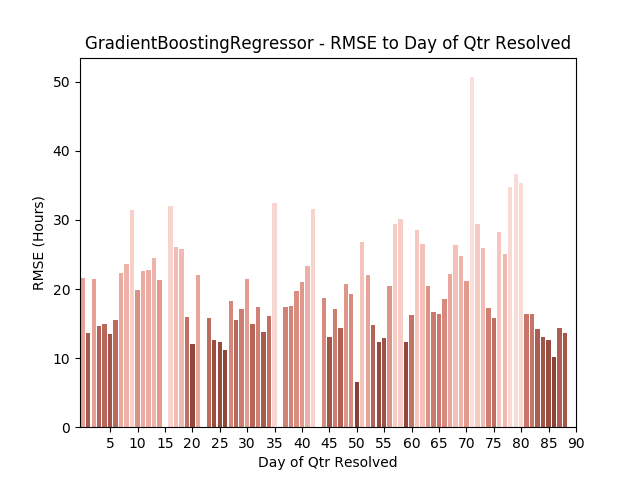 GradientBoostingRegressor - RMSE to Day of Qtr Resolved
50
40
30
20
10
0
RMSE (Hours)
5 10 15 20 25 30 35 40 45 50 55 60 65 70 75 80 85 90
Day of Qtr Resolved